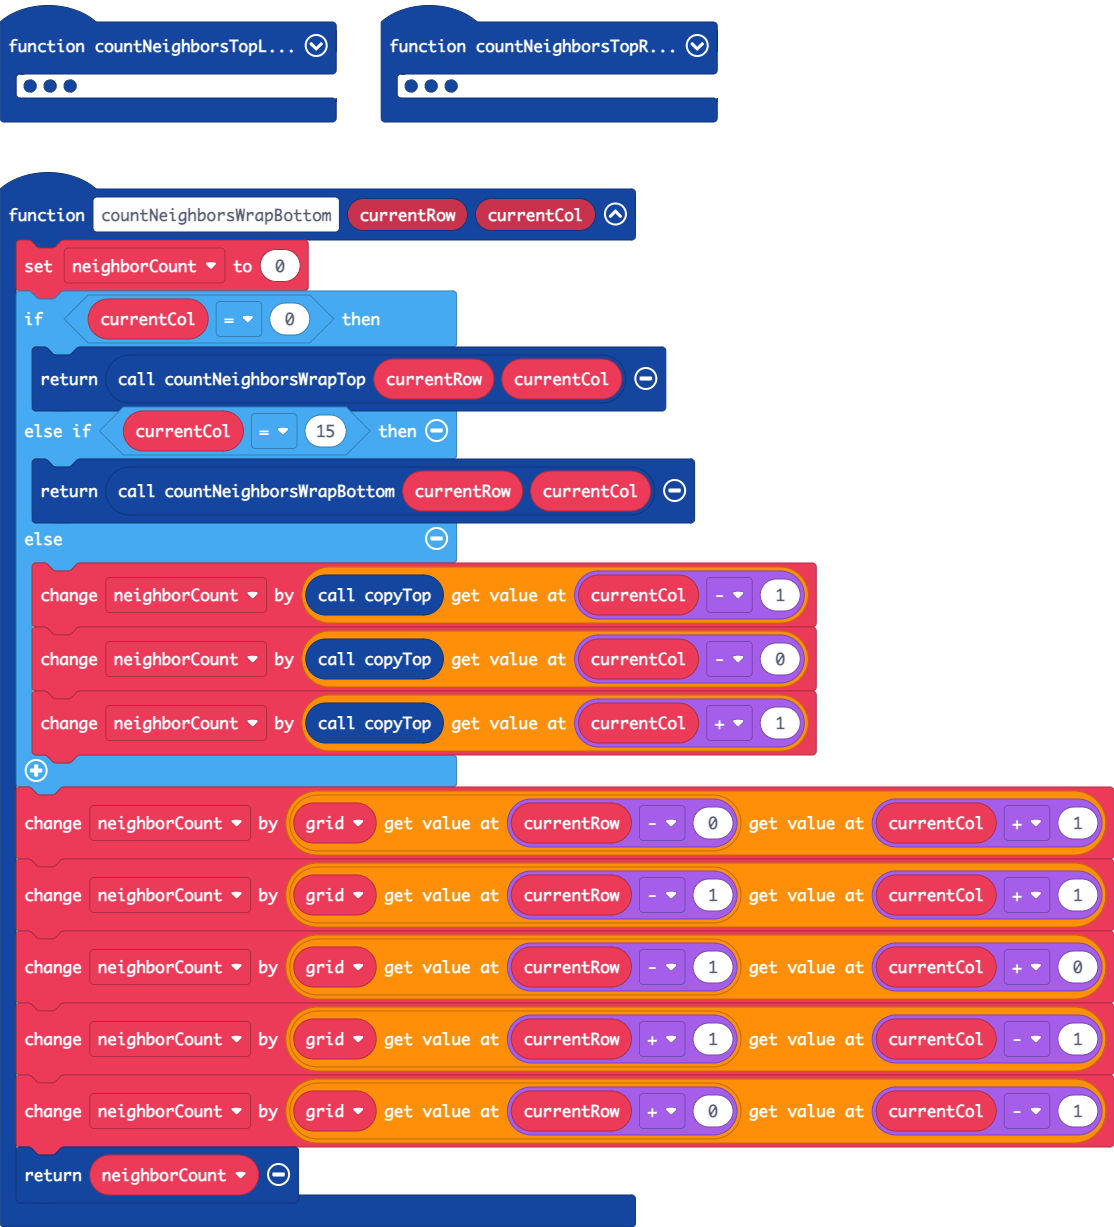 function countNeighborsTopL...
function countNeighborsTopR...
function countNeighborsWrapBottom currentRow currentCol
set neighborCount to 0
if currentCol = 0 then
return call countNeighborsWrapTop currentRow currentCol
else if currentCol = 15 then
return call countNeighborsWrapBottom currentRow currentCol
else
change neighborCount by call copyTop get value at currentCol - 1
change neighborCount by call copyTop get value at currentCol - 0
change neighborCount by call copyTop get value at currentCol + 1
change neighborCount by grid get value at currentRow - 0 get value at currentCol + 1
change neighborCount by grid get value at currentRow - 1 get value at currentCol + 1
change neighborCount by grid get value at currentRow - 1 get value at currentCol + 0
change neighborCount by grid get value at currentRow + 1 get value at currentCol - 1
change neighborCount by grid get value at currentRow + 0 get value at currentCol - 1
return neighborCount